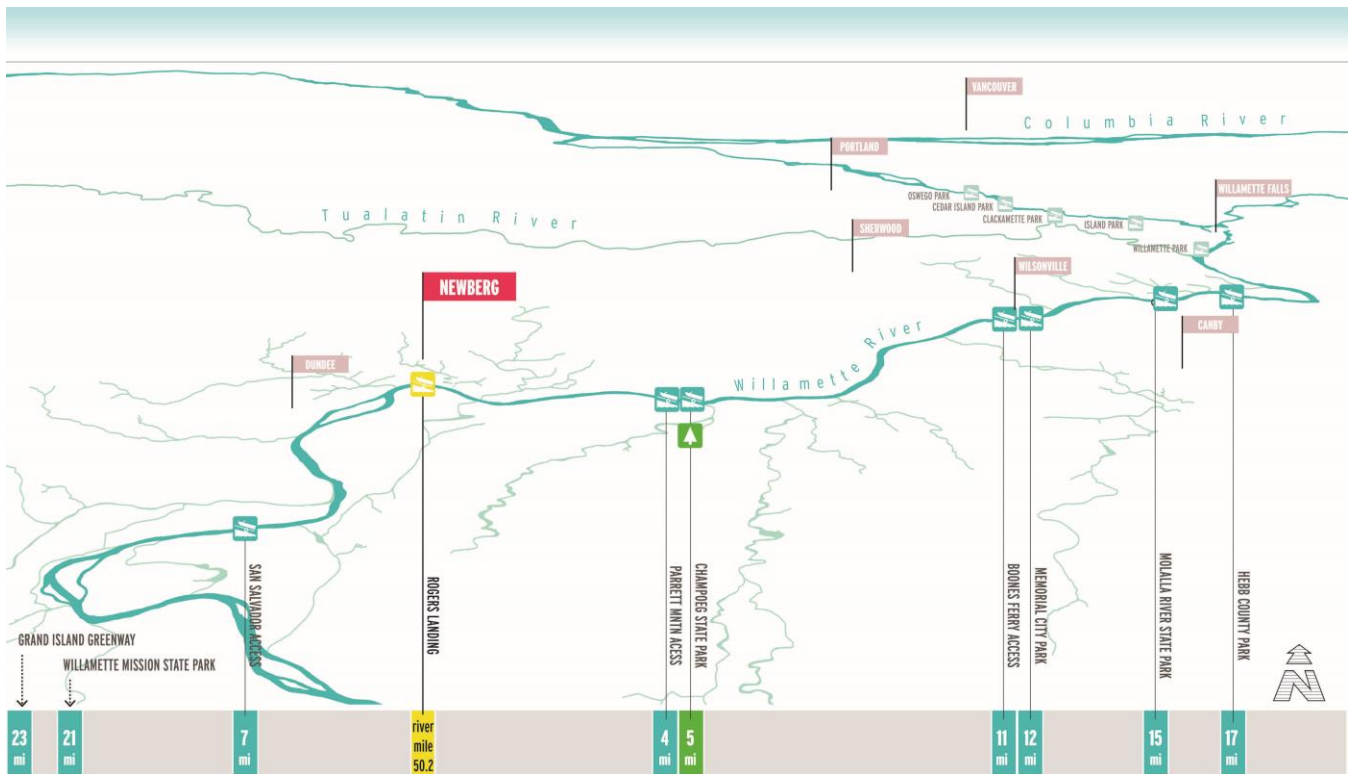 VANCOUVER
Columbia River
PORTLAND
OSWEGO PARK
CEDAR ISLAND PARK
CLACKAMETTE PARK
ISLAND PARK
WILLAMETTE FALLS
WILLAMETTE PARK
Tualatin River
SHERWOOD
WILSONVILLE
NEWBERG
CANBY
DUNDEE
Willamette River
SAN SALVADOR ACCESS
ROGERS LANDING
PARRETT MNTN ACESS
CHAMPOEG STATE PARK
BOONES FERRY ACCESS
MEMORIAL CITY PARK
MOLALLA RIVER STATE PARK
HEBB COUNTY PARK
GRAND ISLAND GREENWAY
WILLAMETTE MISSION STATE PARK
N
23
mi
21
mi
7
mi
river
mile
50.2
4
mi
5
mi
11
mi
12
mi
15
mi
17
mi